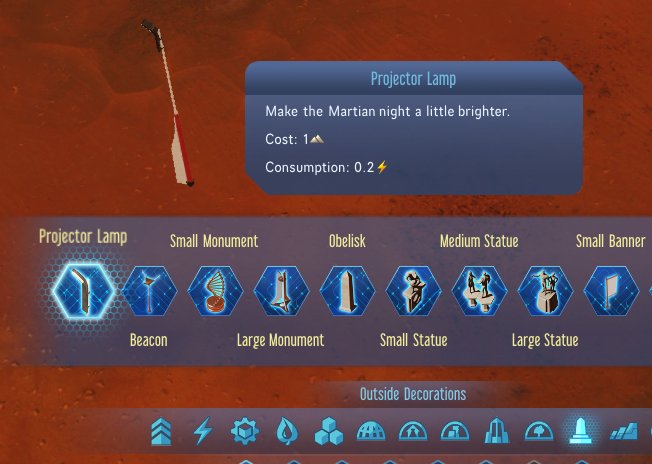 Projector Lamp
Make the Martian night a little brighter.
Cost: 1
Consumption: 0.2
Projector Lamp
Small Monument
Obelisk
Medium Statue
Small Banner
Beacon
Large Monument
Small Statue
Large Statue
Outside Decorations